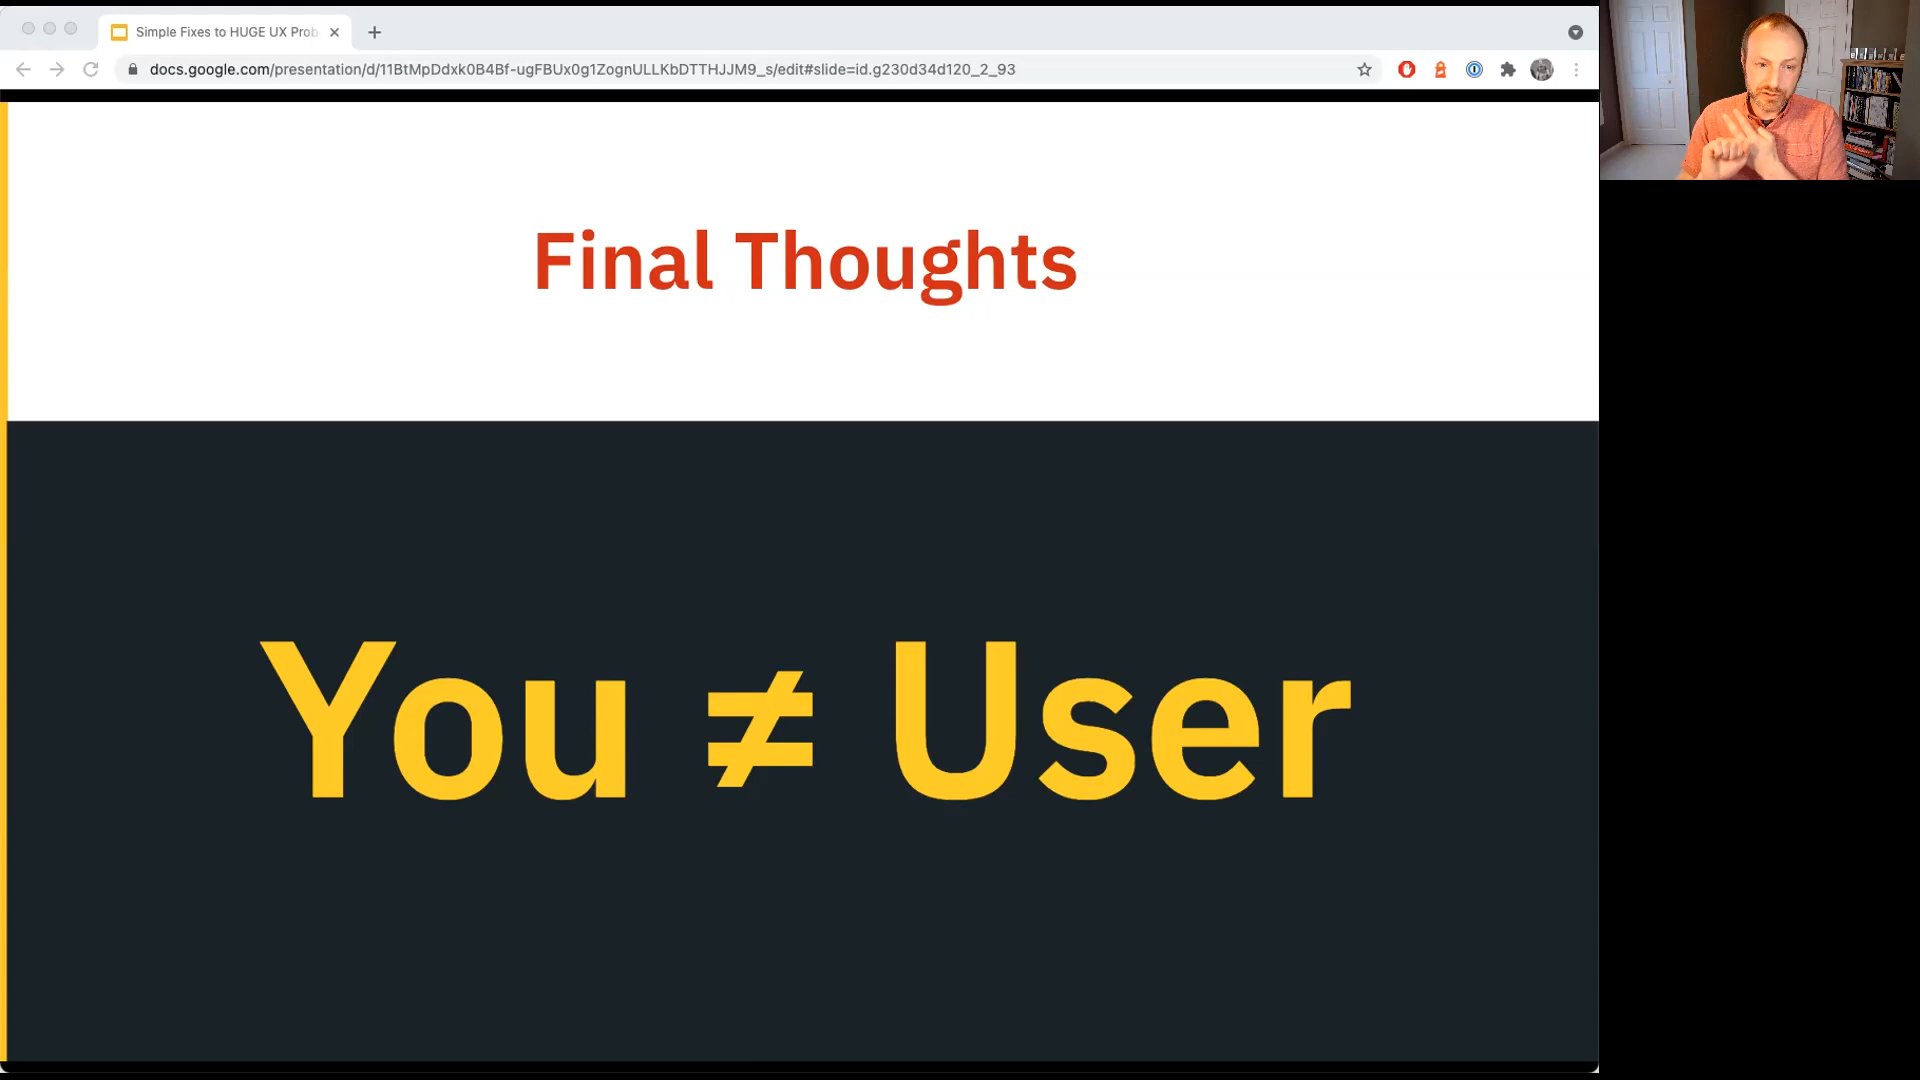 Simple Fixes to HUGE UX Prob
docs.google.com/presentation/d/11BtMpDdxk0B4Bf-ugFBUx0g1ZognULLKbDTTHJJM9_s/edit#slide=id.g230d34d120_2_93
Final Thoughts
You ≠ User